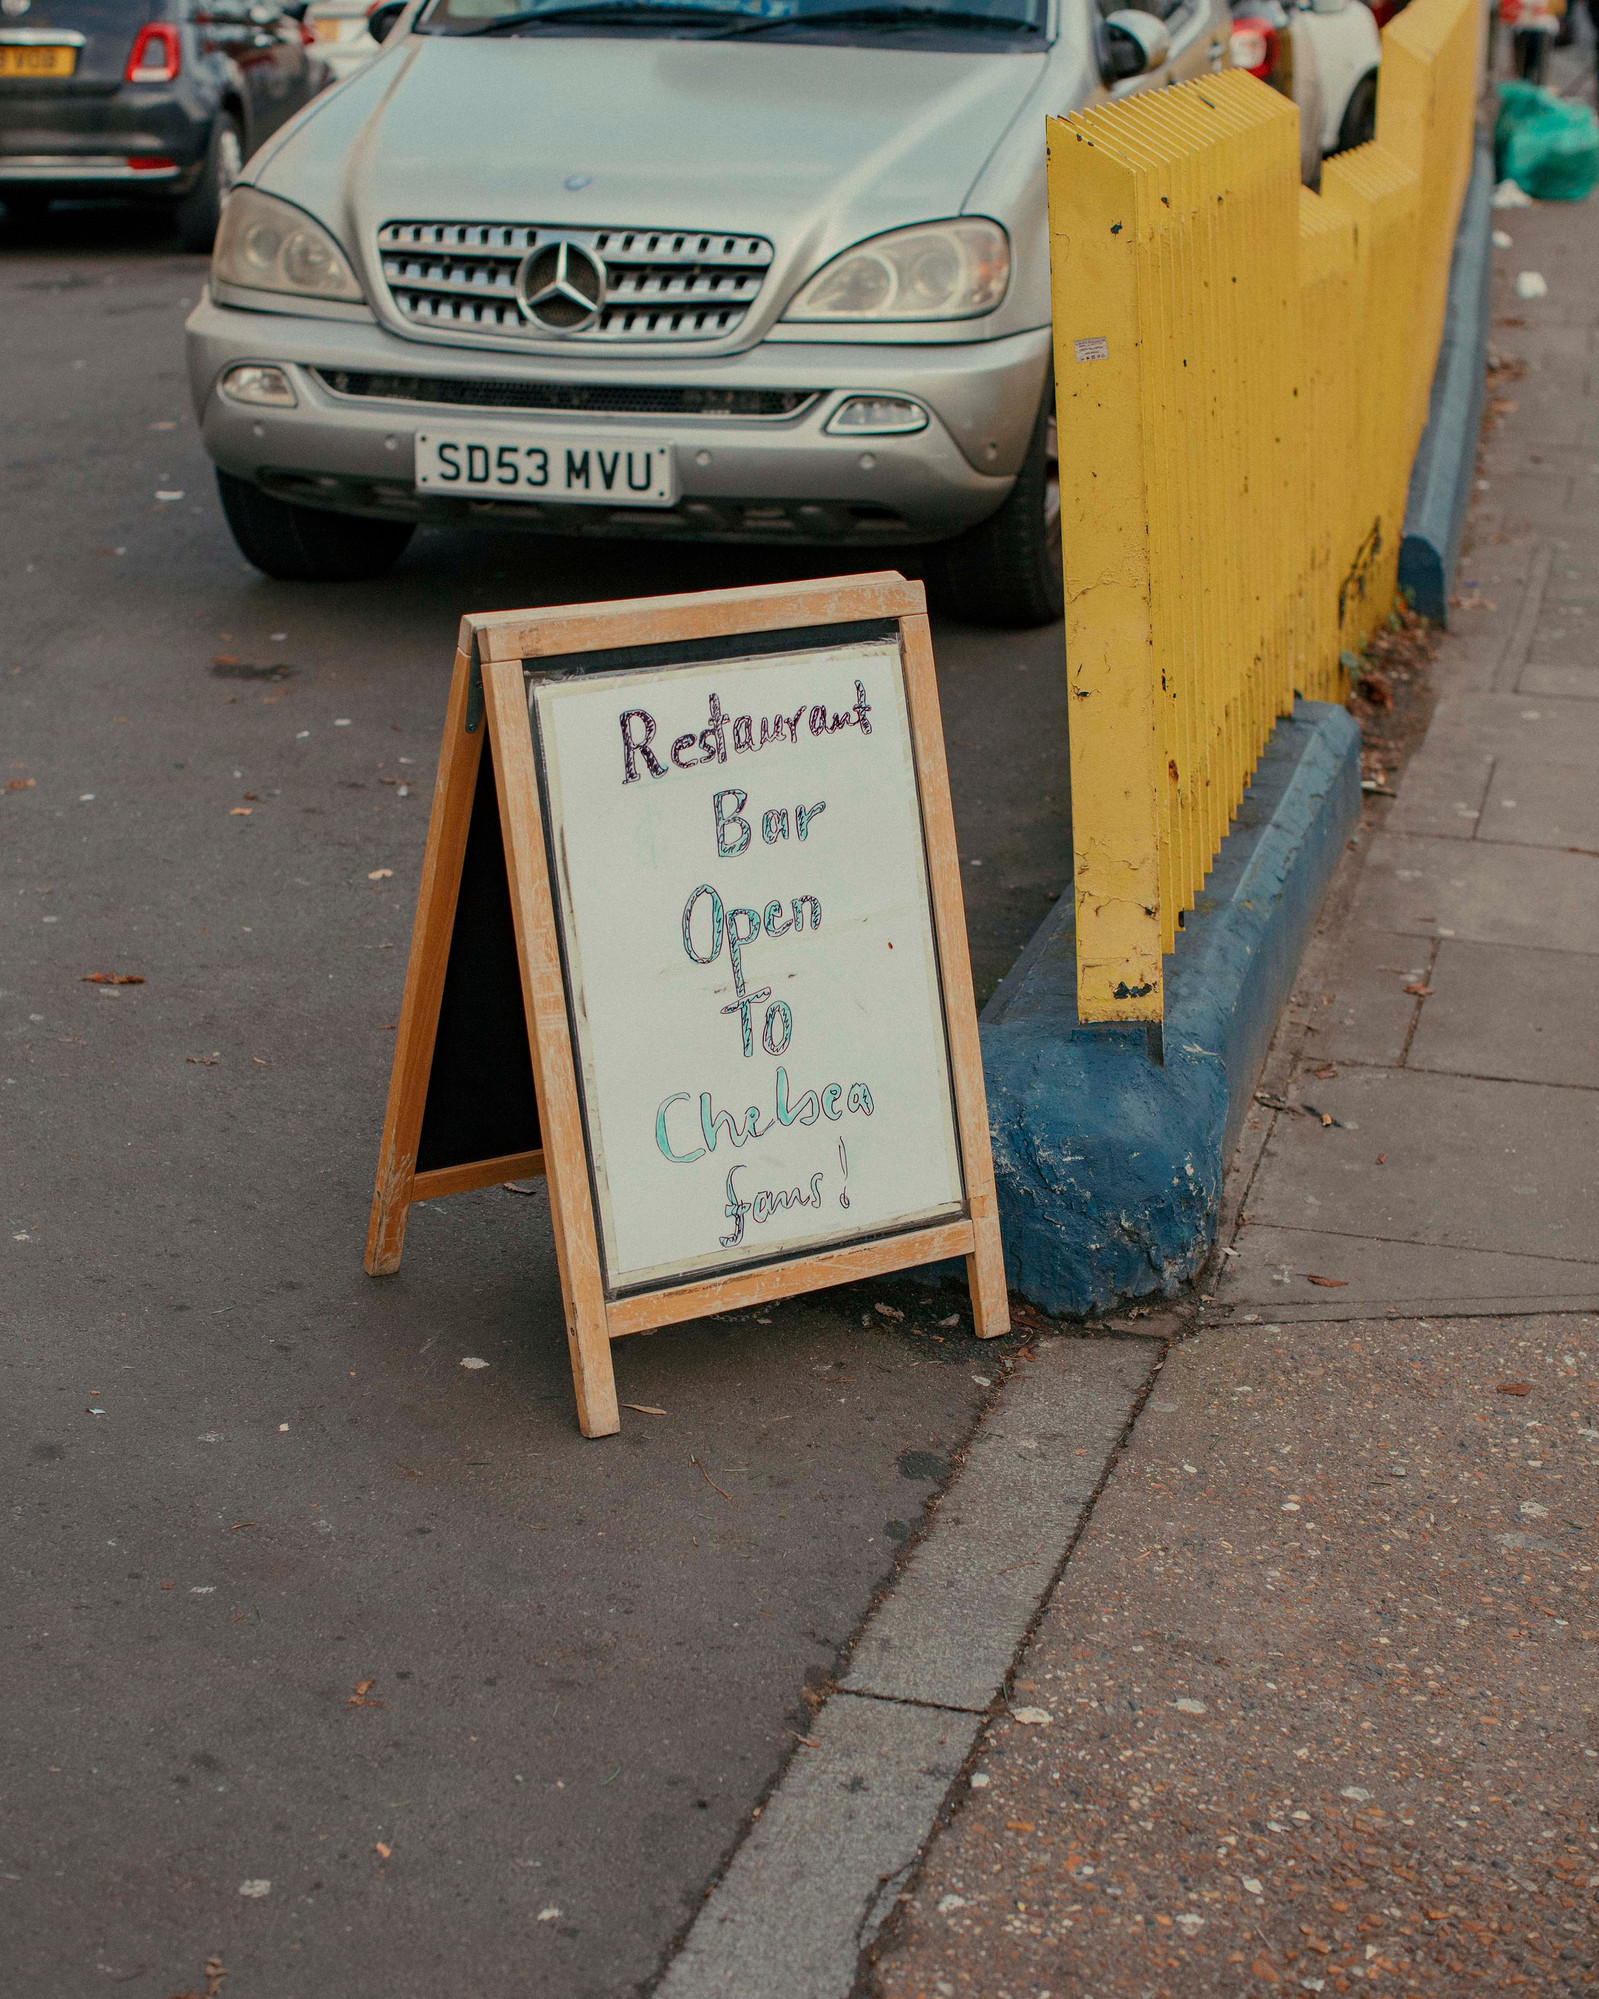 SD53 MVU
Restaurant
Bar
Open
To
Chelsea
fans!